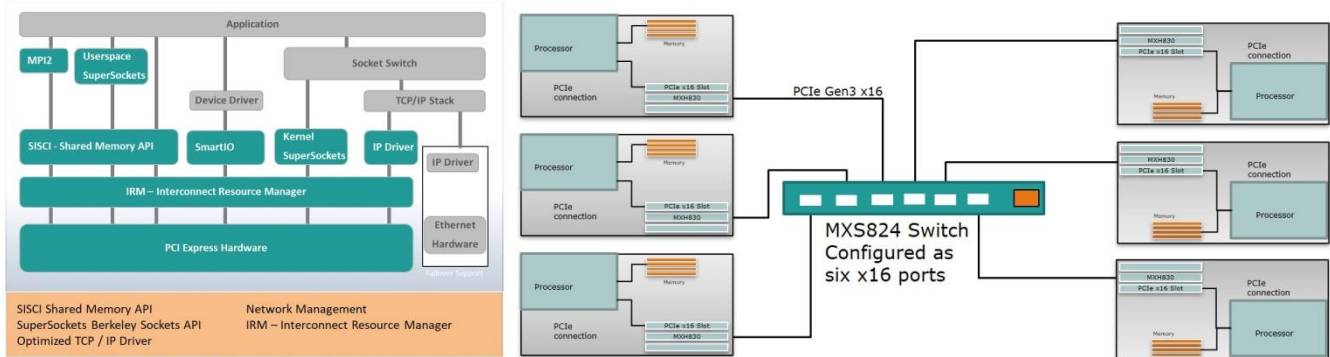 Application
MPI2
Userspace
SuperSockets
Socket Switch
Device Driver
TCP/IP Stack
SISCI - Shared Memory API
SmartIO
Kernel
SuperSockets
IP Driver
IP Driver
IRM – Interconnect Resource Manager
Ethernet
Hardware
PCI Express Hardware
Failover Support
SISCI Shared Memory API
SuperSockets Berkeley Sockets API
Optimized TCP / IP Driver
Network Management
IRM – Interconnect Resource Manager
Processor
Memory
PCIe
connection
PCIe x16 Slot
MXH830
Processor
Memory
PCIe
connection
PCIe x16 Slot
MXH830
Processor
Memory
PCIe
connection
PCIe x16 Slot
MXH830
PCIe Gen3 x16
MXS824 Switch
Configured as
six x16 ports
MXH830
PCIe x16 Slot
PCIe
connection
Memory
Processor
MXH830
PCIe x16 Slot
PCIe
connection
Memory
Processor
MXH830
PCIe x16 Slot
PCIe
connection
Memory
Processor